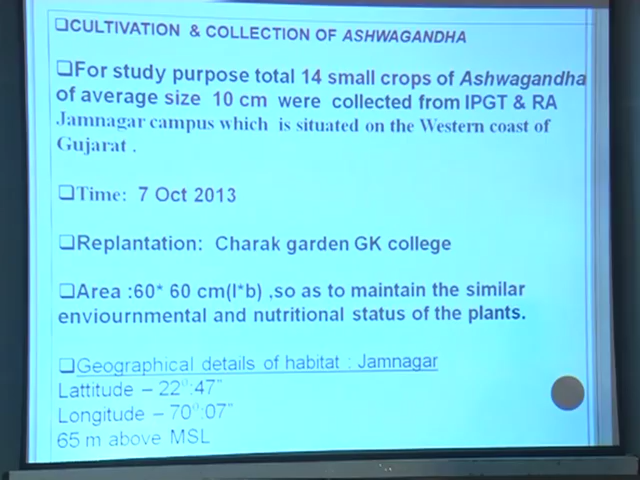 ❑CULTIVATION & COLLECTION OF ASHWAGANDHA
❑For study purpose total 14 small crops of Ashwagandha
of average size 10 cm were collected from IPGT & RA
Jamnagar campus which is situated on the Western coast of
Gujarat .
❑Time: 7 Oct 2013
❑Replantation: Charak garden GK college
❑Area :60* 60 cm(l*b) ,so as to maintain the similar
enviournmental and nutritional status of the plants.
❑Geographical details of habitat : Jamnagar
Lattitude – 22⁰:47"
Longitude – 70⁰:07"
65 m above MSL